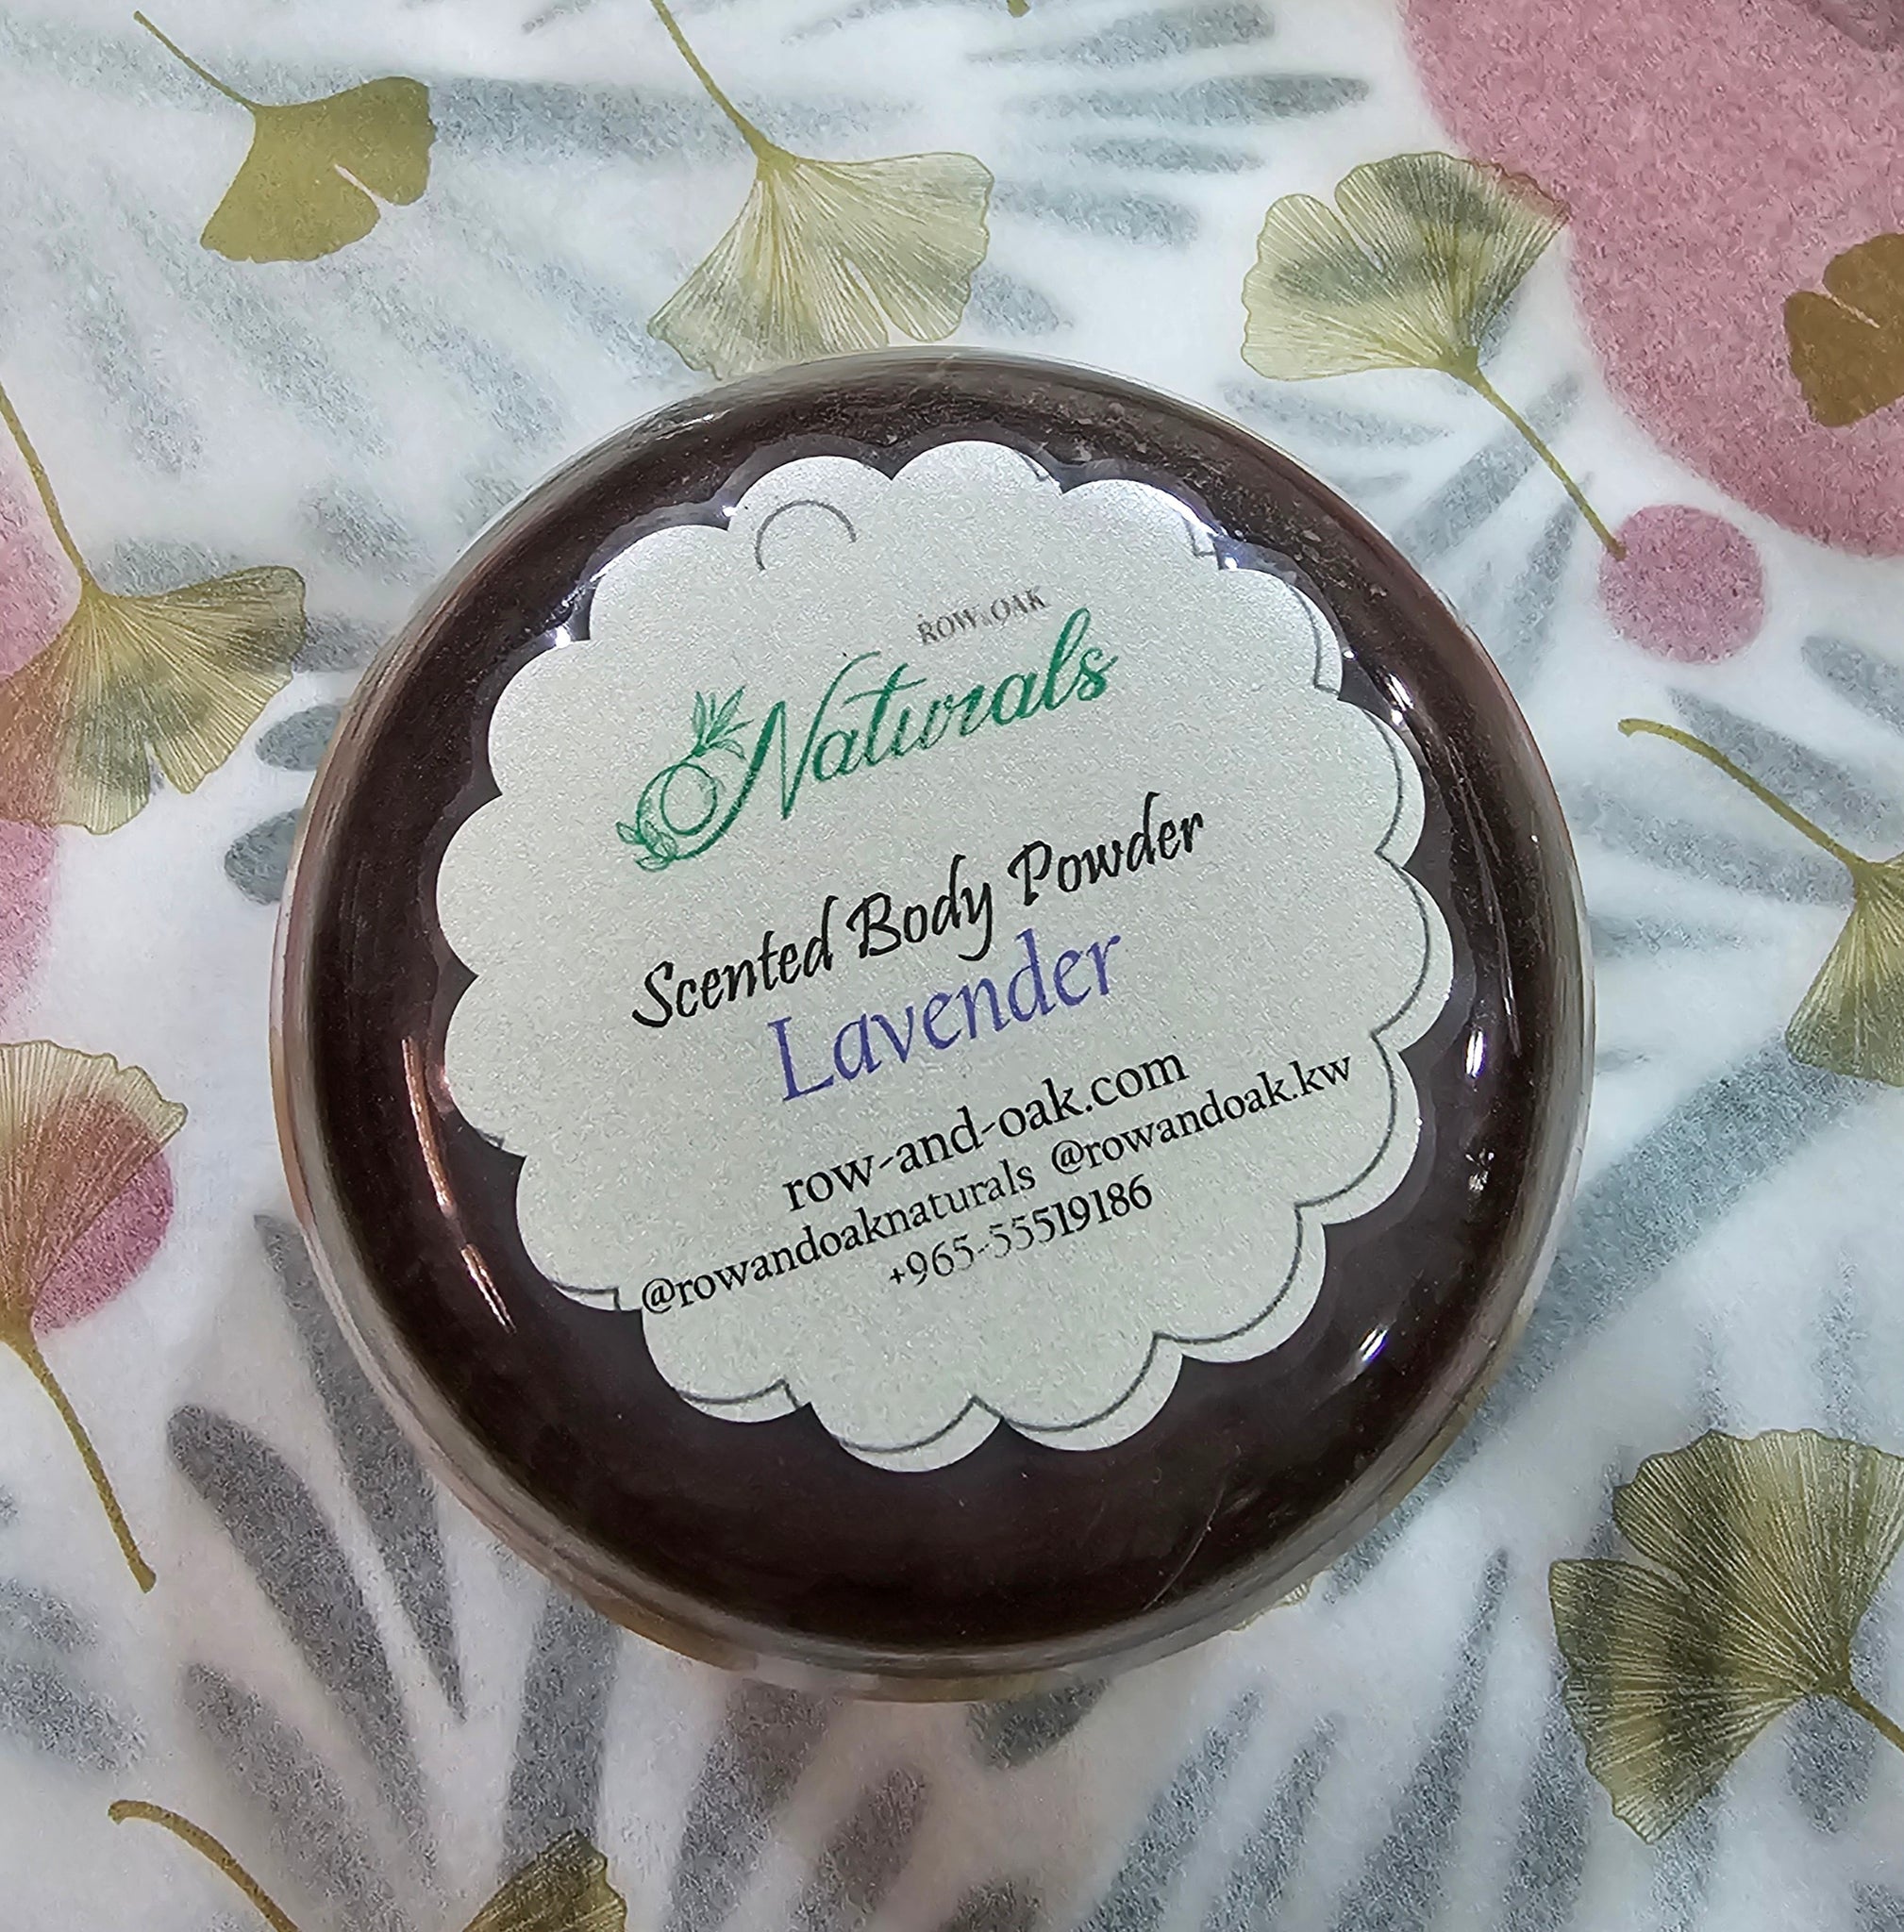 ROW&OAK
Naturals
Scented Body Powder
Lavender
row-and-oak.com
@rowandoaknaturals @rowandoak.kw
+965-55519186